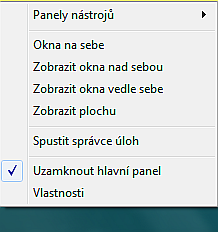 Panely nástrojů
Okna na sebe
Zobrazit okna nad sebou
Zobrazit okna vedle sebe
Zobrazit plochu
Spustit správce úloh
Uzamknout hlavní panel
Vlastnosti